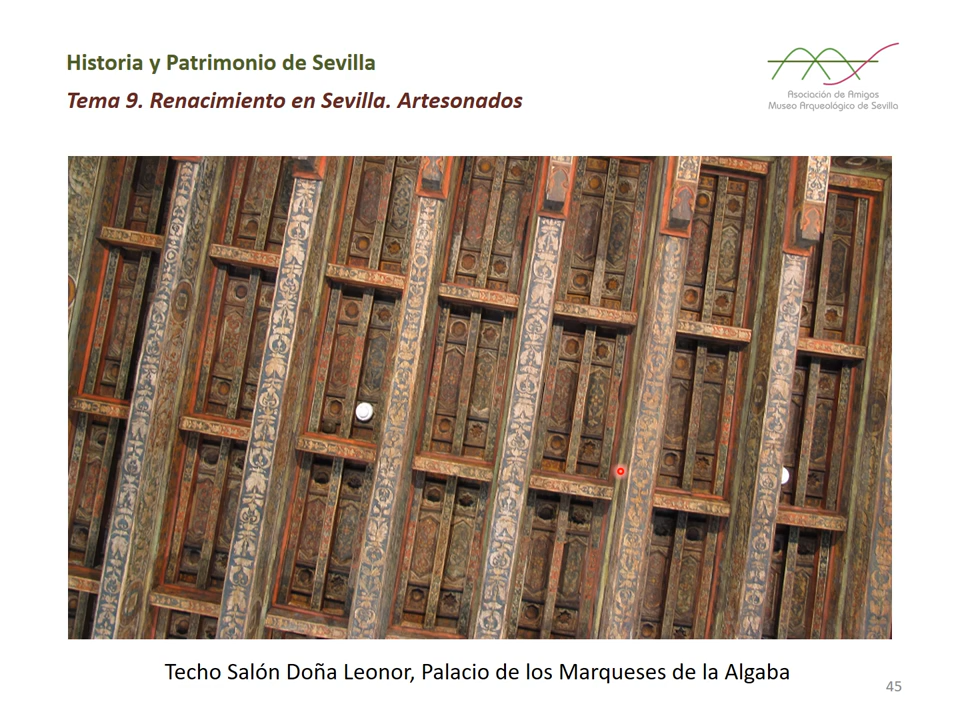 Historia y Patrimonio de Sevilla
Tema 9. Renacimiento en Sevilla. Artesonados
Asociación de Amigos
Museo Arqueológico de Sevilla
Techo Salón Doña Leonor, Palacio de los Marqueses de la Algaba
45